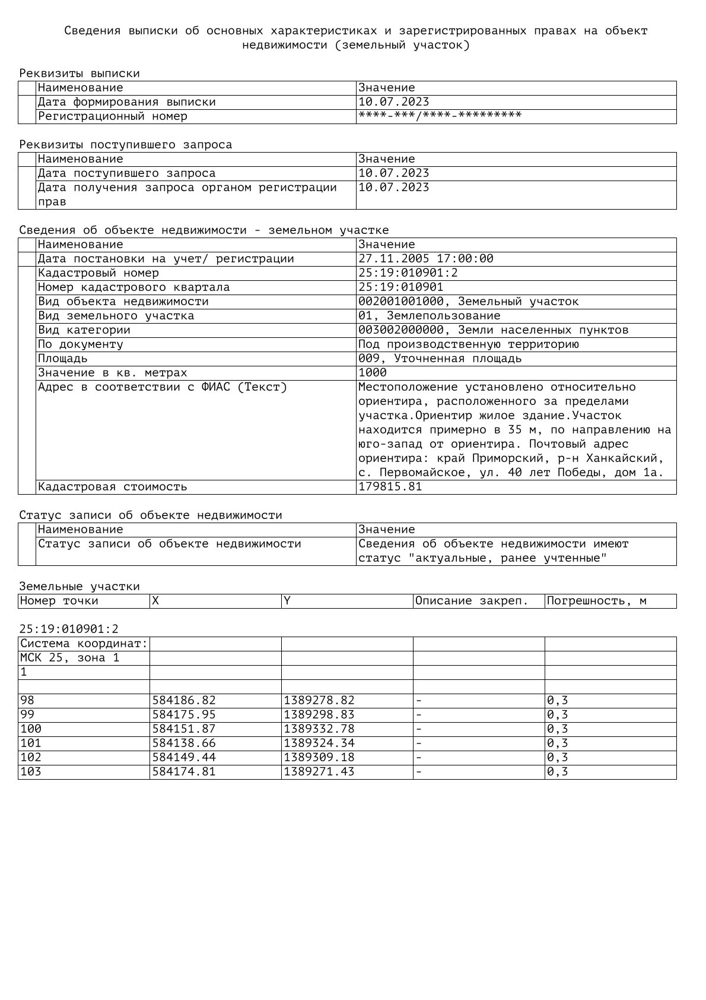 Сведения выписки об основных характеристиках и зарегистрированных правах на объект
недвижимости (земельный участок)
Реквизиты выписки
Наименование Значение
Дата формирования выписки 10.07.2023
Регистрационный номер ****-***/****-*********
Реквизиты поступившего запроса
Наименование Значение
Дата поступившего запроса 10.07.2023
Дата получения запроса органом регистрации 10.07.2023
прав
Сведения об объекте недвижимости - земельном участке
Наименование Значение
Дата постановки на учет/ регистрации 27.11.2005 17:00:00
Кадастровый номер 25:19:010901:2
Номер кадастрового квартала 25:19:010901
Вид объекта недвижимости 002001001000, Земельный участок
Вид земельного участка 01, Землепользование
Вид категории 003002000000, Земли населенных пунктов
По документу Под производственную территорию
Площадь 009, Уточненная площадь
Значение в кв. метрах 1000
Адрес в соответствии с ФИАС (Текст) Местоположение установлено относительно
ориентира, расположенного за пределами
участка.Ориентир жилое здание.Участок
находится примерно в 35 м, по направлению на
юго-запад от ориентира. Почтовый адрес
ориентира: край Приморский, р-н Ханкайский,
с. Первомайское, ул. 40 лет Победы, дом 1а.
Кадастровая стоимость 179815.81
Статус записи об объекте недвижимости
Наименование Значение
Статус записи об объекте недвижимости Сведения об объекте недвижимости имеют
статус "актуальные, ранее учтенные"
Земельные участки
Номер точки X Y Описание закреп. Погрешность, м
25:19:010901:2
Система координат:
МСК 25, зона 1
1
98 584186.82 1389278.82 - 0,3
99 584175.95 1389298.83 - 0,3
100 584151.87 1389332.78 - 0,3
101 584138.66 1389324.34 - 0,3
102 584149.44 1389309.18 - 0,3
103 584174.81 1389271.43 - 0,3